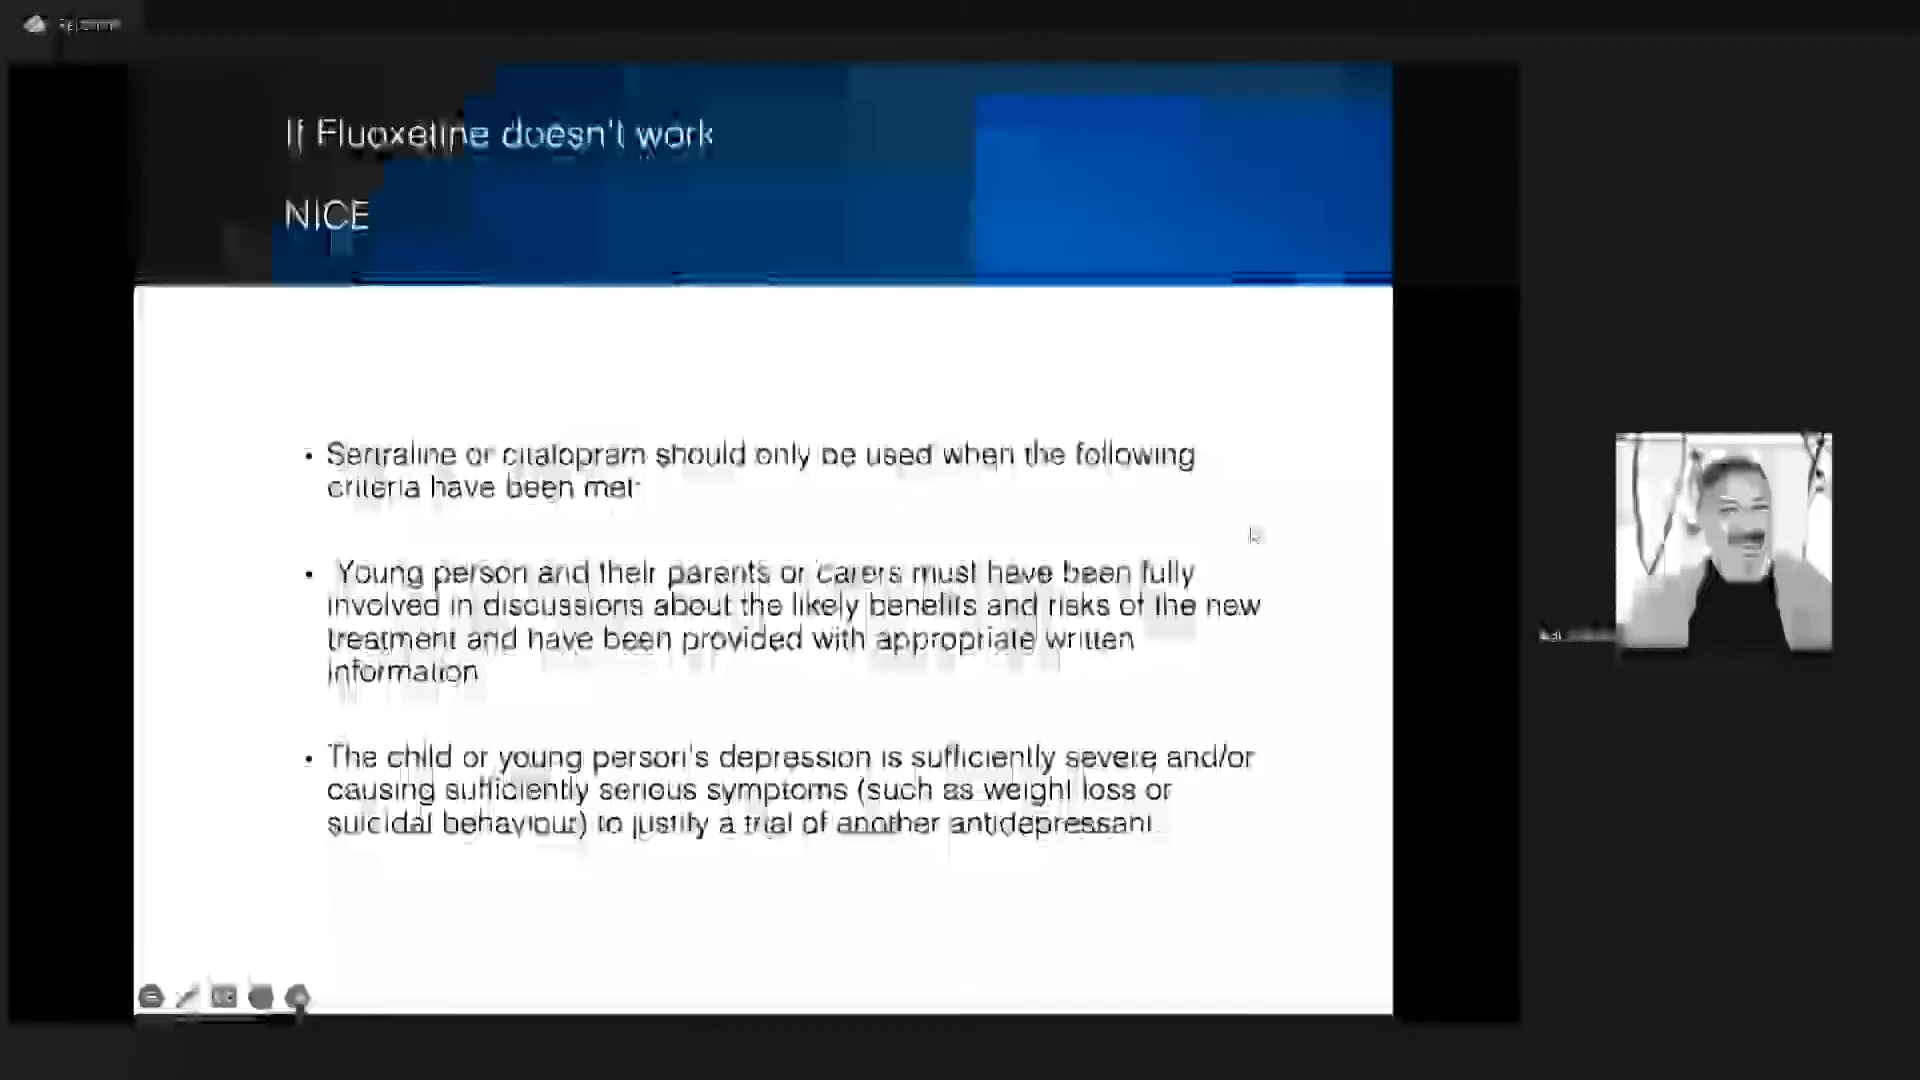 If Fluoxetine doesn't work
NICE
• Sertraline or citalopram should only be used when the following
criteria have been met:
• Young person and their parents or carers must have been fully
involved in discussions about the likely benefits and risks of the new
treatment and have been provided with appropriate written
information
• The child or young person's depression is sufficiently severe and/or
causing sufficiently serious symptoms (such as weight loss or
suicidal behaviour) to justify a trial of another antidepressant